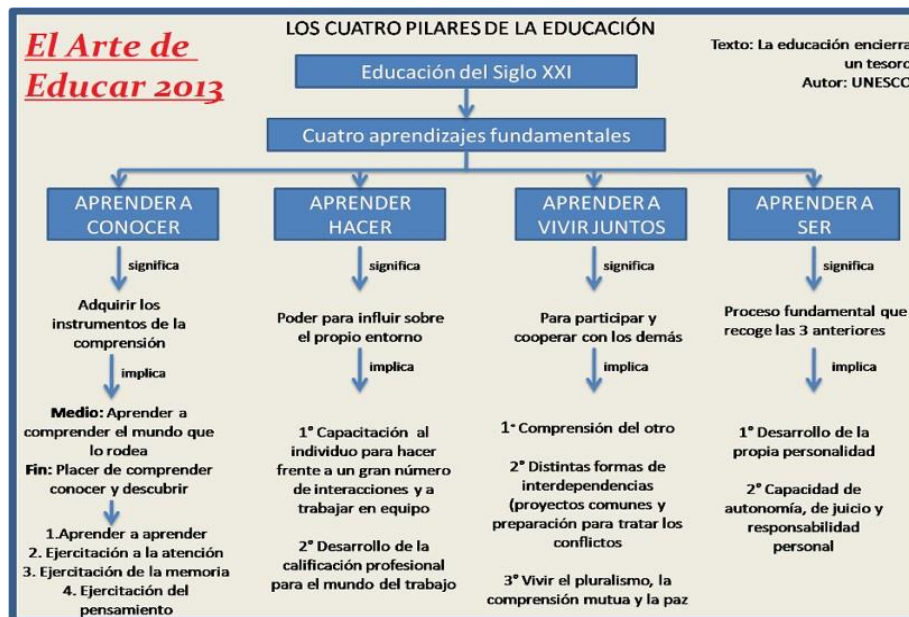 El Arte de
Educar 2013
LOS CUATRO PILARES DE LA EDUCACIÓN
Texto: La educación encierra
un tesoro
Autor: UNESCO
Educación del Siglo XXI
Cuatro aprendizajes fundamentales
APRENDER A
CONOCER
significa
Adquirir los
instrumentos de la
comprensión
implica
Medio: Aprender a
comprender el mundo que
lo rodea
Fin: Placer de comprender
conocer y descubrir
1.Aprender a aprender
2. Ejercitación a la atención
3. Ejercitación de la memoria
4. Ejercitación del
pensamiento
APRENDER
HACER
significa
Poder para influir sobre
el propio entorno
implica
1° Capacitación al
individuo para hacer
frente a un gran número
de interacciones y a
trabajar en equipo
2° Desarrollo de la
calificación profesional
para el mundo del trabajo
APRENDER A
VIVIR JUNTOS
significa
Para participar y
cooperar con los demás
implica
1° Comprensión del otro
2° Distintas formas de
interdependencias
(proyectos comunes y
preparación para tratar los
conflictos
3° Vivir el pluralismo, la
comprensión mutua y la paz
APRENDER A
SER
significa
Proceso fundamental que
recoge las 3 anteriores
implica
1° Desarrollo de la
propia personalidad
2° Capacidad de
autonomía, de juicio y
responsabilidad
personal